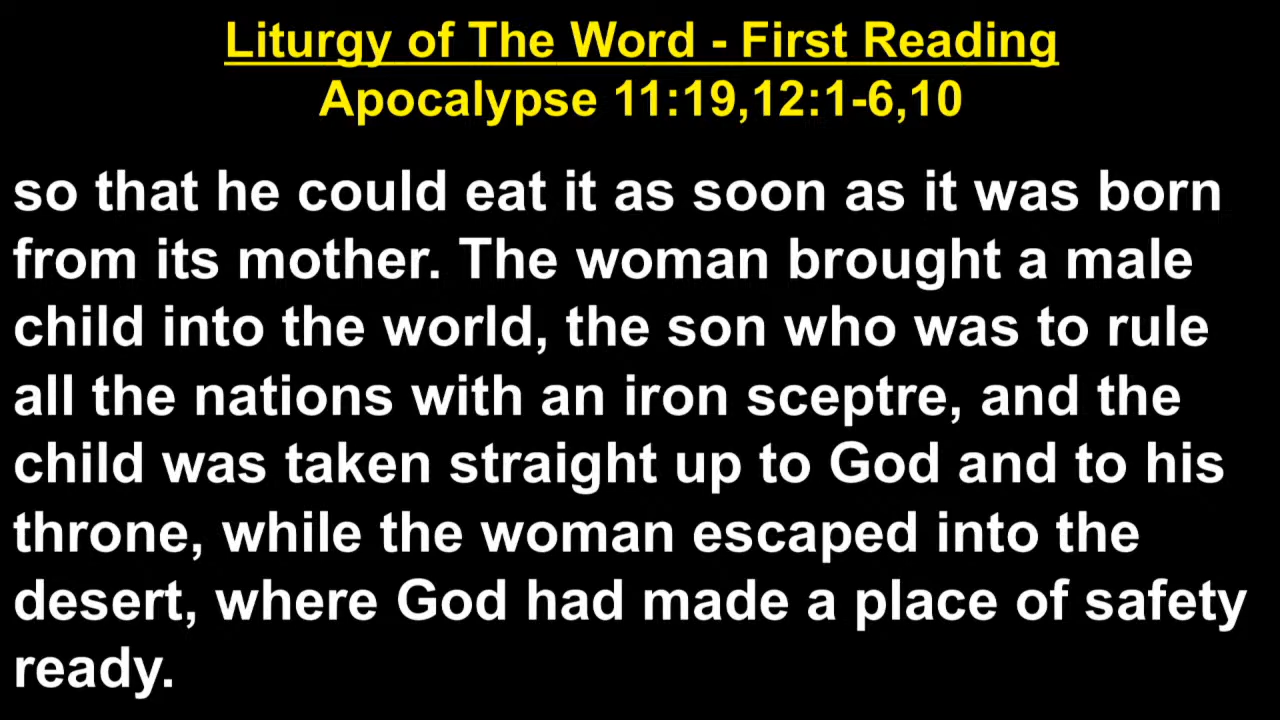 Liturgy of The Word - First Reading
Apocalypse 11:19,12:1-6,10
so that he could eat it as soon as it was born
from its mother. The woman brought a male
child into the world, the son who was to rule
all the nations with an iron sceptre, and the
child was taken straight up to God and to his
throne, while the woman escaped into the
desert, where God had made a place of safety
ready.